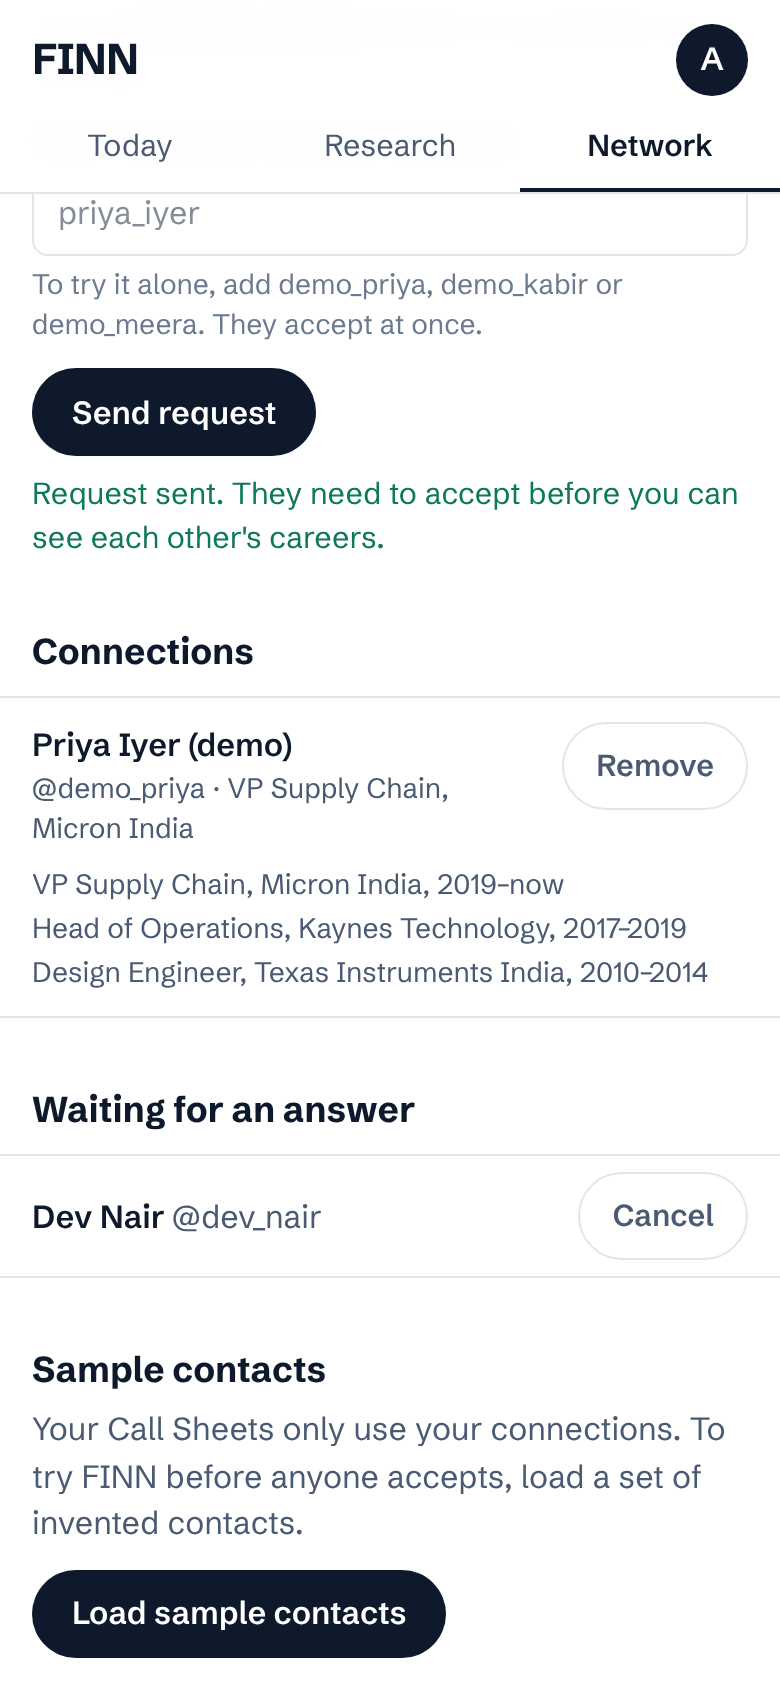 FINN
A
Today
Research
Network
priya_iyer
To try it alone, add demo_priya, demo_kabir or
demo_meera. They accept at once.
Send request
Request sent. They need to accept before you can
see each other's careers.
Connections
Priya Iyer (demo)
Remove
@demo_priya · VP Supply Chain,
Micron India
VP Supply Chain, Micron India, 2019–now
Head of Operations, Kaynes Technology, 2017–2019
Design Engineer, Texas Instruments India, 2010–2014
Waiting for an answer
Dev Nair @dev_nair
Cancel
Sample contacts
Your Call Sheets only use your connections. To
try FINN before anyone accepts, load a set of
invented contacts.
Load sample contacts